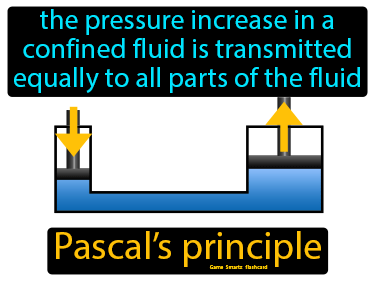 the pressure increase in a
confined fluid is transmitted
equally to all parts of the fluid
Pascal's principle
Game Smartz flashcard